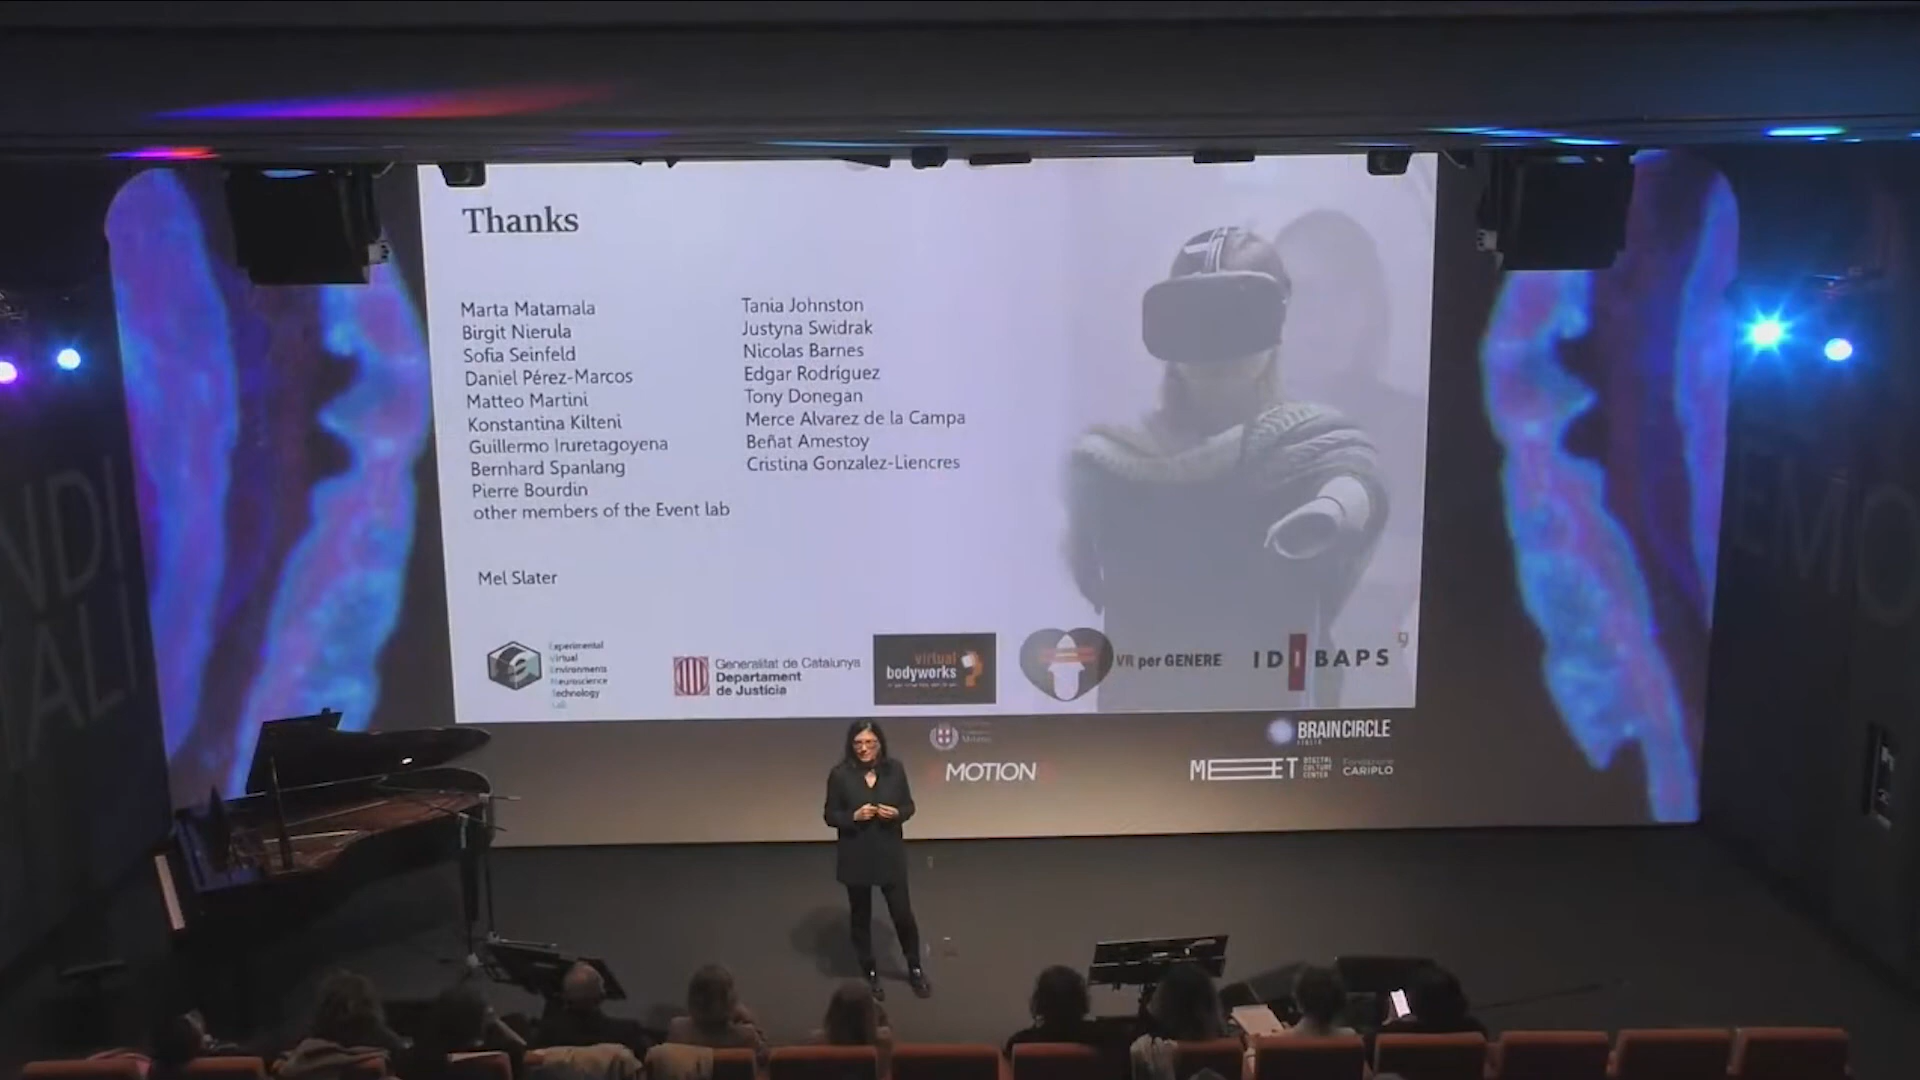 Thanks
Marta Matamala
Birgit Nierula
Sofia Seinfeld
Daniel Pérez-Marcos
Matteo Martini
Konstantina Kilteni
Guillermo Iruretagoyena
Bernhard Spanlang
Pierre Bourdin
other members of the Event lab
Mel Slater
Tania Johnston
Justyna Swidrak
Nicolas Barnes
Edgar Rodríguez
Tony Donegan
Merce Alvarez de la Campa
Beñat Amestoy
Cristina Gonzalez-Liencres
Experimental
Virtual
Environments
Neuroscience
Technology
Lab
Generalitat de Catalunya
Departament
de Justícia
virtual
bodyworks
VR per GENERE
IDIBAPS
BRAINCIRCLE
ITALIA
MOTION
MEET
DIGITAL
CULTURE
CENTER
Fondazione
CARIPLO